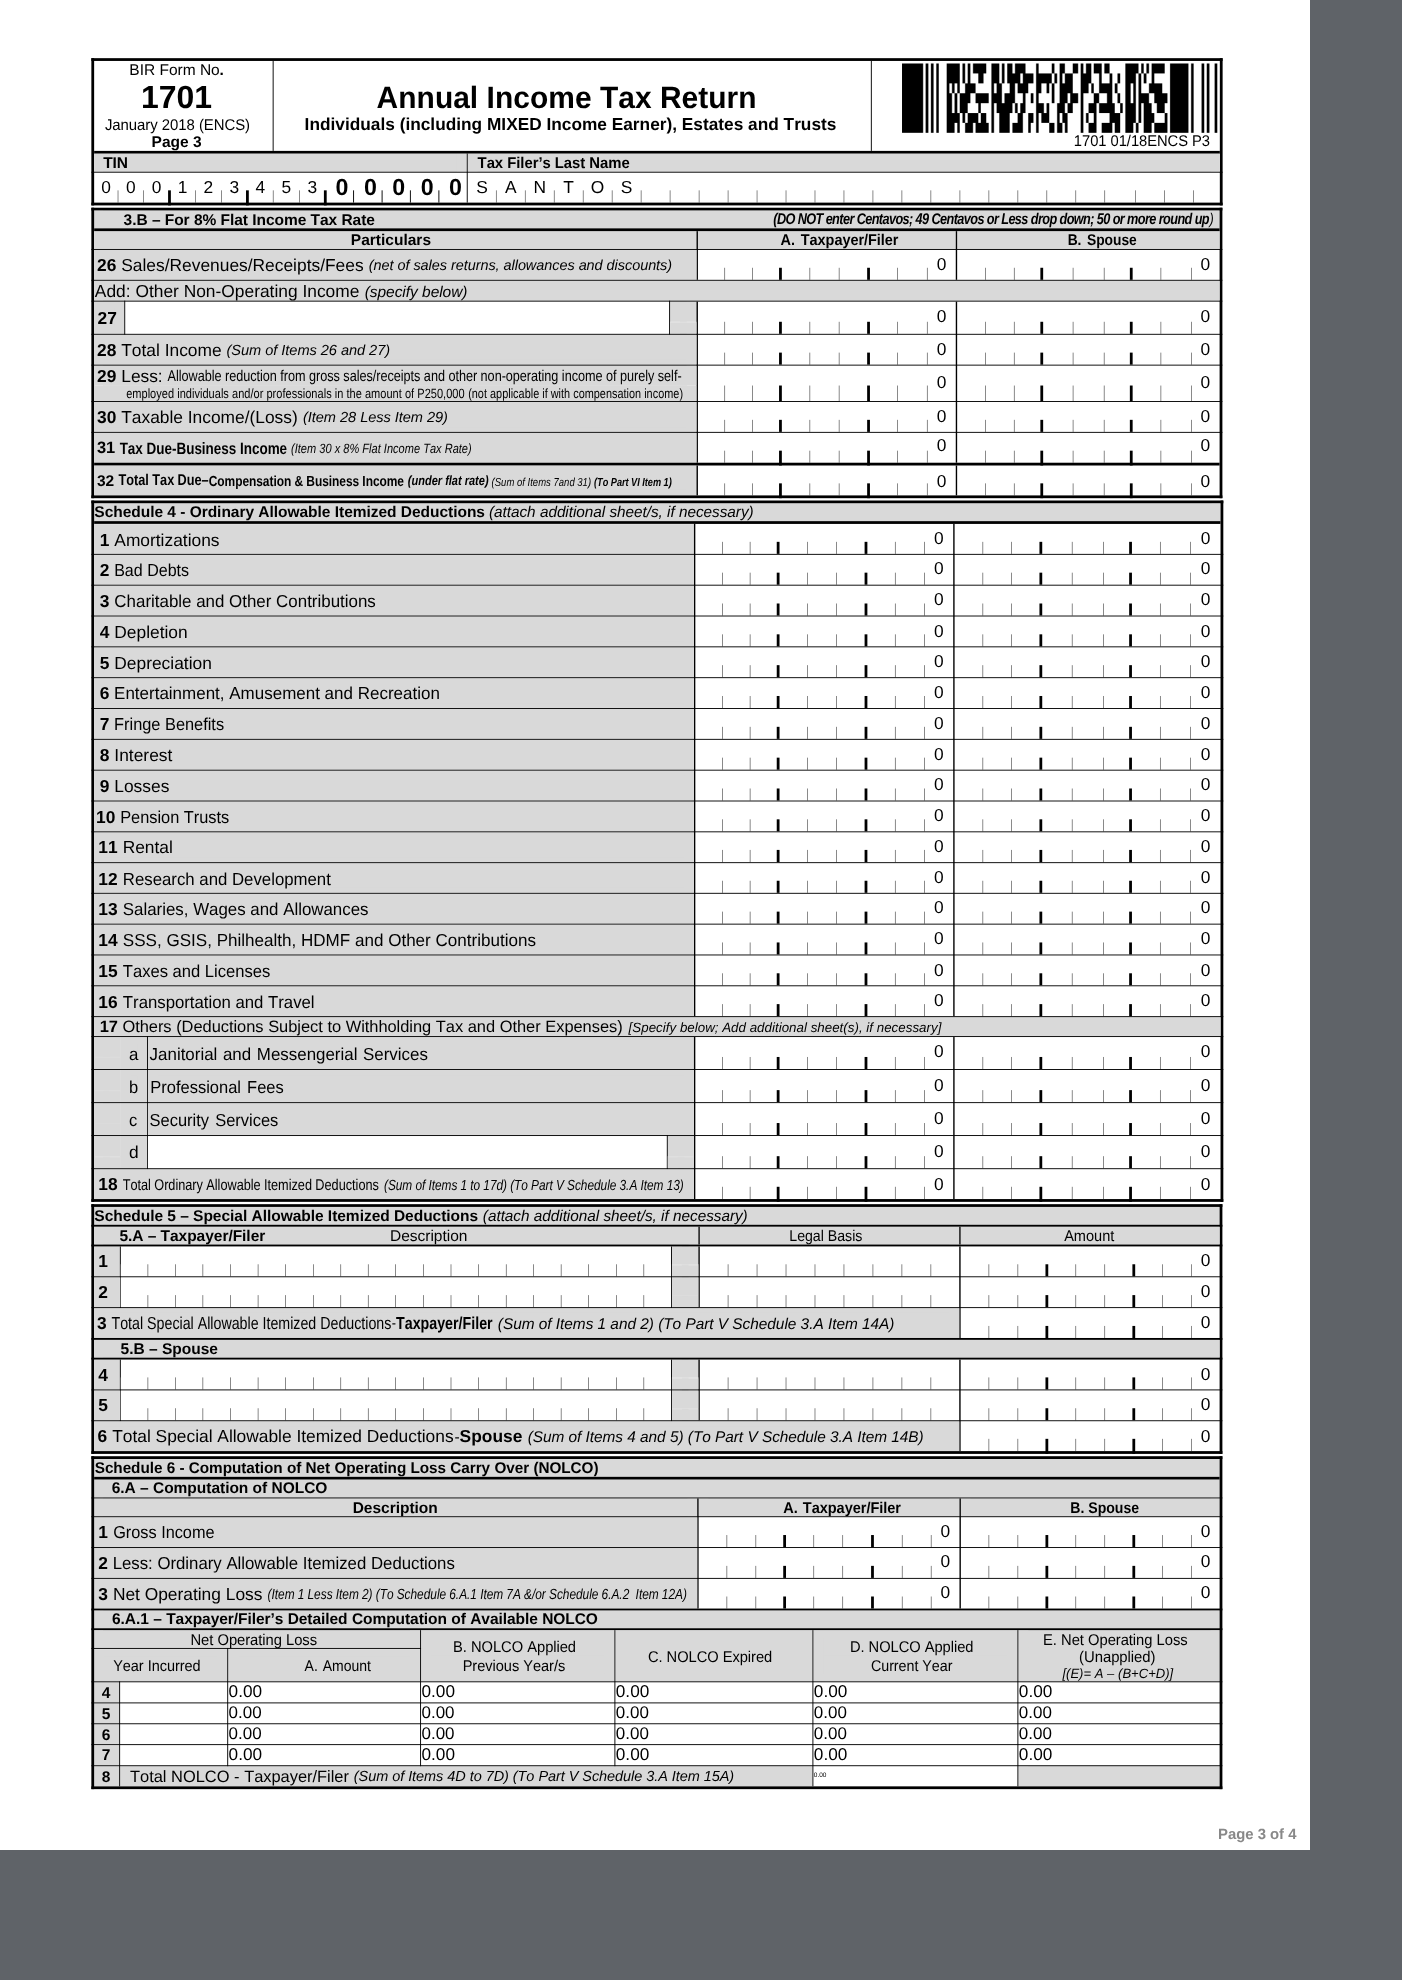 BIR Form No.
1701
January 2018 (ENCS)
Page 3
Annual Income Tax Return
Individuals (including MIXED Income Earner), Estates and Trusts
1701 01/18ENCS P3
TIN Tax Filer’s Last Name
0 0 0 1 2 3 4 5 3 0 0 0 0 0 S A N T O S
3.B – For 8% Flat Income Tax Rate (DO NOT enter Centavos; 49 Centavos or Less drop down; 50 or more round up)
Particulars A. Taxpayer/Filer B. Spouse
26 Sales/Revenues/Receipts/Fees (net of sales returns, allowances and discounts) 0 0
Add: Other Non-Operating Income (specify below)
27 0 0
28 Total Income (Sum of Items 26 and 27) 0 0
29 Less: Allowable reduction from gross sales/receipts and other non-operating income of purely self-
employed individuals and/or professionals in the amount of P250,000 (not applicable if with compensation income) 0 0
30 Taxable Income/(Loss) (Item 28 Less Item 29) 0 0
31 Tax Due-Business Income (Item 30 x 8% Flat Income Tax Rate) 0 0
32 Total Tax Due–Compensation & Business Income (under flat rate) (Sum of Items 7and 31) (To Part VI Item 1) 0 0
Schedule 4 - Ordinary Allowable Itemized Deductions (attach additional sheet/s, if necessary)
1 Amortizations 0 0
2 Bad Debts 0 0
3 Charitable and Other Contributions 0 0
4 Depletion 0 0
5 Depreciation 0 0
6 Entertainment, Amusement and Recreation 0 0
7 Fringe Benefits 0 0
8 Interest 0 0
9 Losses 0 0
10 Pension Trusts 0 0
11 Rental 0 0
12 Research and Development 0 0
13 Salaries, Wages and Allowances 0 0
14 SSS, GSIS, Philhealth, HDMF and Other Contributions 0 0
15 Taxes and Licenses 0 0
16 Transportation and Travel 0 0
17 Others (Deductions Subject to Withholding Tax and Other Expenses) [Specify below; Add additional sheet(s), if necessary]
a Janitorial and Messengerial Services 0 0
b Professional Fees 0 0
c Security Services 0 0
d 0 0
18 Total Ordinary Allowable Itemized Deductions (Sum of Items 1 to 17d) (To Part V Schedule 3.A Item 13) 0 0
Schedule 5 – Special Allowable Itemized Deductions (attach additional sheet/s, if necessary)
5.A – Taxpayer/Filer Description Legal Basis Amount
1 0
2 0
3 Total Special Allowable Itemized Deductions-Taxpayer/Filer (Sum of Items 1 and 2) (To Part V Schedule 3.A Item 14A) 0
5.B – Spouse
4 0
5 0
6 Total Special Allowable Itemized Deductions-Spouse (Sum of Items 4 and 5) (To Part V Schedule 3.A Item 14B) 0
Schedule 6 - Computation of Net Operating Loss Carry Over (NOLCO)
6.A – Computation of NOLCO
Description A. Taxpayer/Filer B. Spouse
1 Gross Income 0 0
2 Less: Ordinary Allowable Itemized Deductions 0 0
3 Net Operating Loss (Item 1 Less Item 2) (To Schedule 6.A.1 Item 7A &/or Schedule 6.A.2 Item 12A) 0 0
6.A.1 – Taxpayer/Filer’s Detailed Computation of Available NOLCO
Net Operating Loss
Year Incurred A. Amount
B. NOLCO Applied
Previous Year/s
C. NOLCO Expired
D. NOLCO Applied
Current Year
E. Net Operating Loss
(Unapplied)
[(E)= A – (B+C+D)]
4 0.00 0.00 0.00 0.00 0.00
5 0.00 0.00 0.00 0.00 0.00
6 0.00 0.00 0.00 0.00 0.00
7 0.00 0.00 0.00 0.00 0.00
8 Total NOLCO - Taxpayer/Filer (Sum of Items 4D to 7D) (To Part V Schedule 3.A Item 15A) 0.00
Page 3 of 4